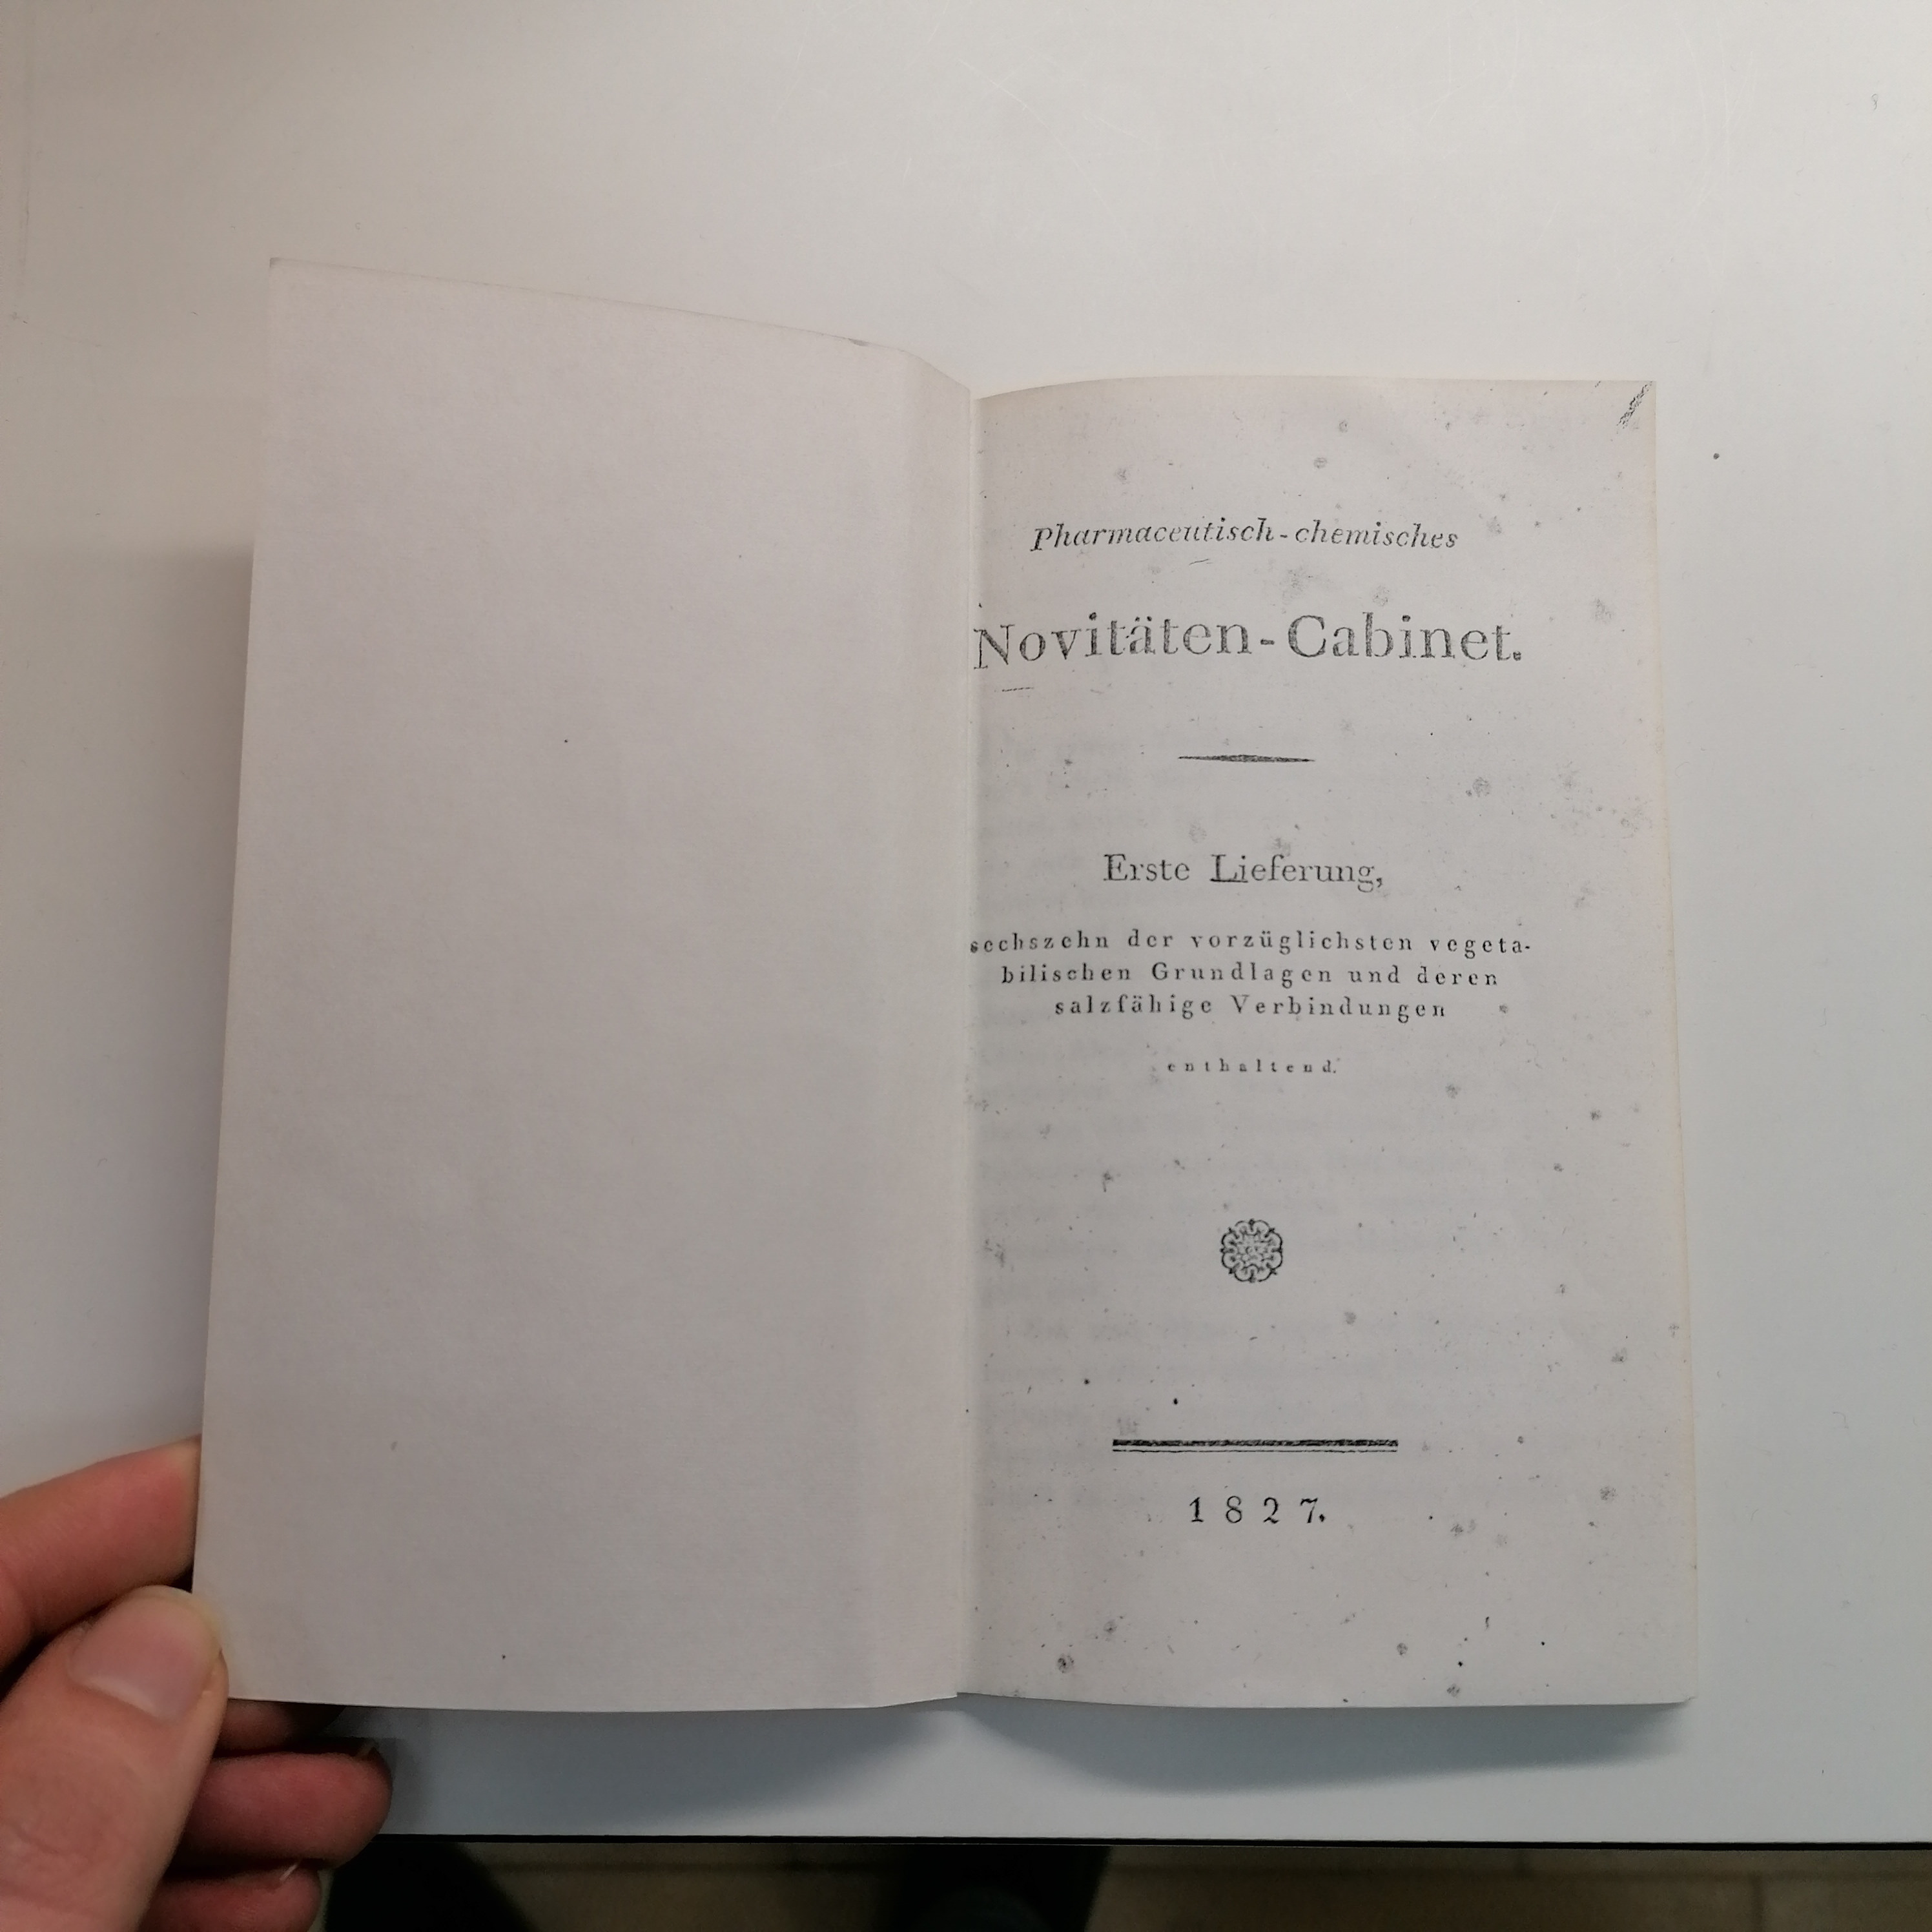 Pharmaceutisch-chemisches
Novitäten-Cabinet.
Erste Lieferung,
sechszehn der vorzüglichsten vegeta-
bilischen Grundlagen und deren
salzfähige Verbindungen
enthaltend.
1827.